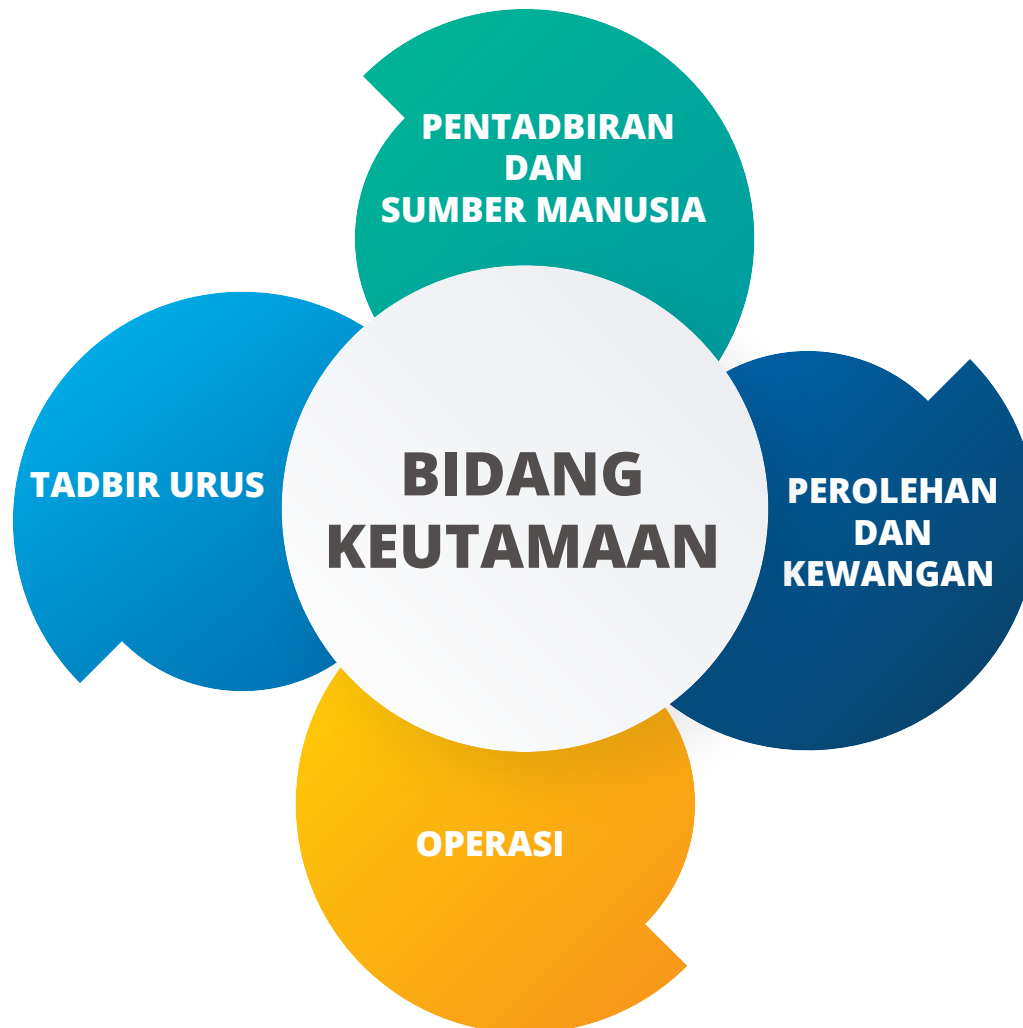 PENTADBIRAN
DAN
SUMBER MANUSIA
TADBIR URUS
BIDANG
KEUTAMAAN
PEROLEHAN
DAN
KEWANGAN
OPERASI